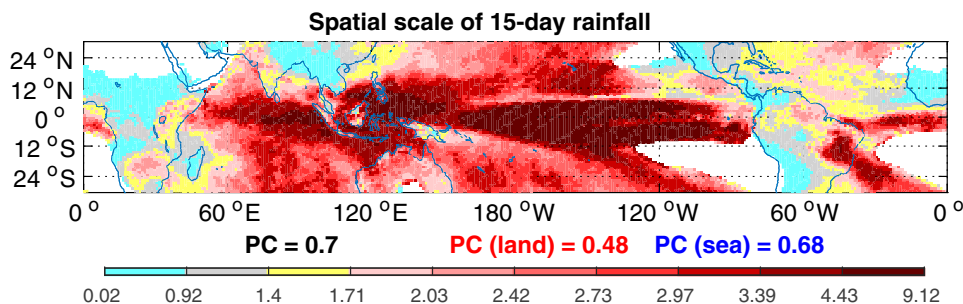 Spatial scale of 15-day rainfall
24 °N
12 °N
0 °
12 °S
24 °S
0 ° 60 °E 120 °E 180 °W 120 °W 60 °W 0 °
PC = 0.7 PC (land) = 0.48 PC (sea) = 0.68
0.02 0.92 1.4 1.71 2.03 2.42 2.73 2.97 3.39 4.43 9.12